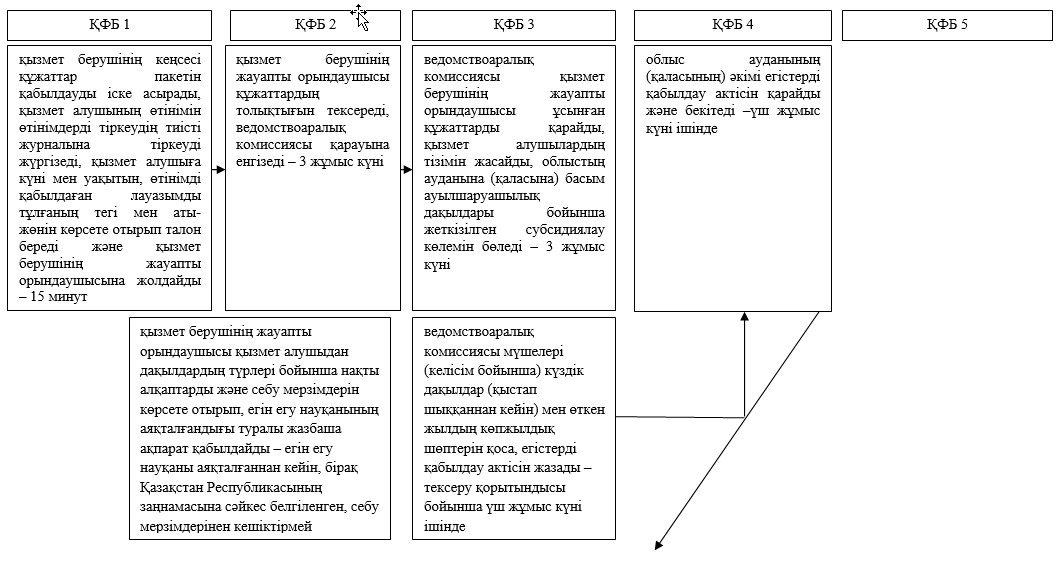 ҚФБ 1
ҚФБ 2
ҚФБ 3
ҚФБ 4
ҚФБ 5
қызмет берушінің кеңсесі
құжаттар пакетін
қабылдауды іске асырады,
қызмет алушының өтінімін
өтінімдерді тіркеудің тиісті
журналына тіркеуді
жүргізеді, қызмет алушыға
күні мен уақытын, өтінімді
қабылдаған лауазымды
тұлғаның тегі мен аты-
жөнін көрсете отырып талон
береді және қызмет
берушінің жауапты
орындаушысына жолдайды
– 15 минут
қызмет берушінің
жауапты орындаушысы
құжаттардың
толықтығын тексереді,
ведомствоаралық
комиссиясы қарауына
енгізеді – 3 жұмыс күні
ведомствоаралық
комиссиясы қызмет
берушінің жауапты
орындаушысы ұсынған
құжаттарды қарайды,
қызмет алушылардың
тізімін жасайды, облыстың
ауданына (қаласына) басым
ауылшаруашылық
дақылдары бойынша
жеткізілген субсидиялау
көлемін бөледі – 3 жұмыс
күні
облыс ауданының
(қаласының) әкімі егістерді
қабылдау актісін қарайды
және бекітеді –үш жұмыс
күні ішінде
қызмет берушінің жауапты
орындаушысы қызмет алушыдан
дақылдардың түрлері бойынша нақты
алқаптарды және себу мерзімдерін
көрсете отырып, егін егу науқанының
аяқталғандығы туралы жазбаша
ақпарат қабылдайды – егін егу
науқаны аяқталғаннан кейін, бірақ
Қазақстан Республикасының
заңнамасына сәйкес белгіленген, себу
мерзімдерінен кешіктірмей
ведомствоаралық
комиссиясы мүшелері
(келісім бойынша) күздік
дақылдар (қыстап
шыққаннан кейін) мен өткен
жылдың көпжылдық
шөптерін қоса, егістерді
қабылдау актісін жазады –
тексеру қорытындысы
бойынша үш жұмыс күні
ішінде